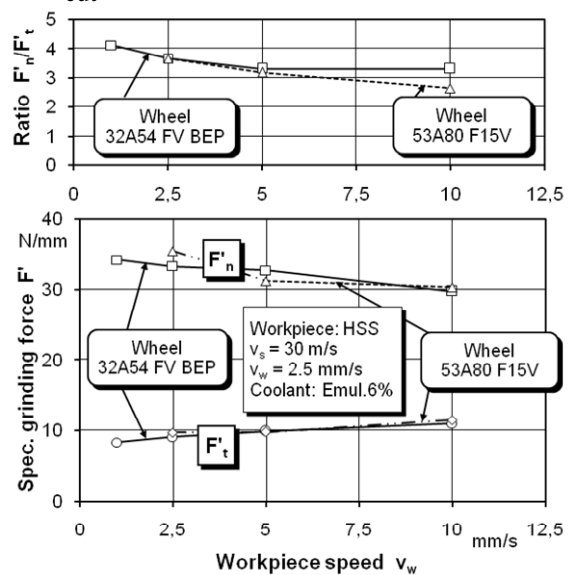 5
4
3
2
1
0
Ratio F'n/F't
Wheel
32A54 FV BEP
Wheel
53A80 F15V
0
2,5
5
7,5
10
12,5
40
N/mm
30
20
10
0
Spec. grinding force F'
F'n
Wheel
32A54 FV BEP
Workpiece: HSS
vs = 30 m/s
vw = 2.5 mm/s
Coolant: Emul.6%
Wheel
53A80 F15V
F't
0
2,5
5
7,5
10
mm/s
12,5
Workpiece speed vw